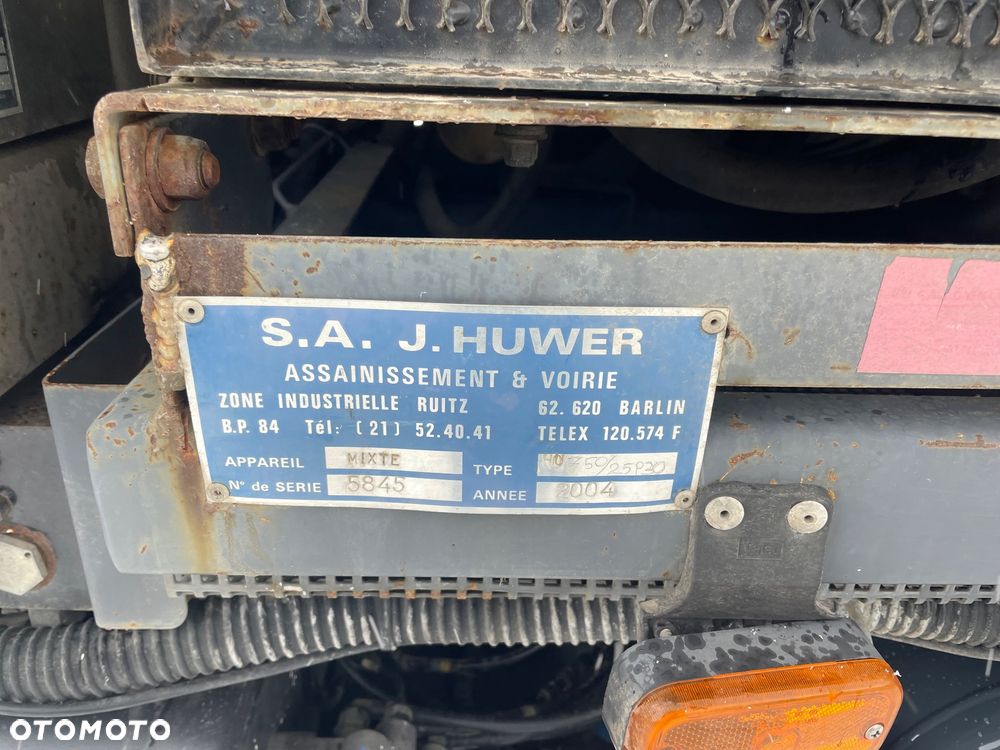 S.A. J. HUWER
ASSAINISSEMENT & VOIRIE
ZONE INDUSTRIELLE RUITZ 62.620 BARLIN
B.P. 84 Tél: (21) 52.40.41 TELEX 120.574 F
APPAREIL MIXTE TYPE
N° de SERIE 5845 ANNEE 2004
OTOMOTO